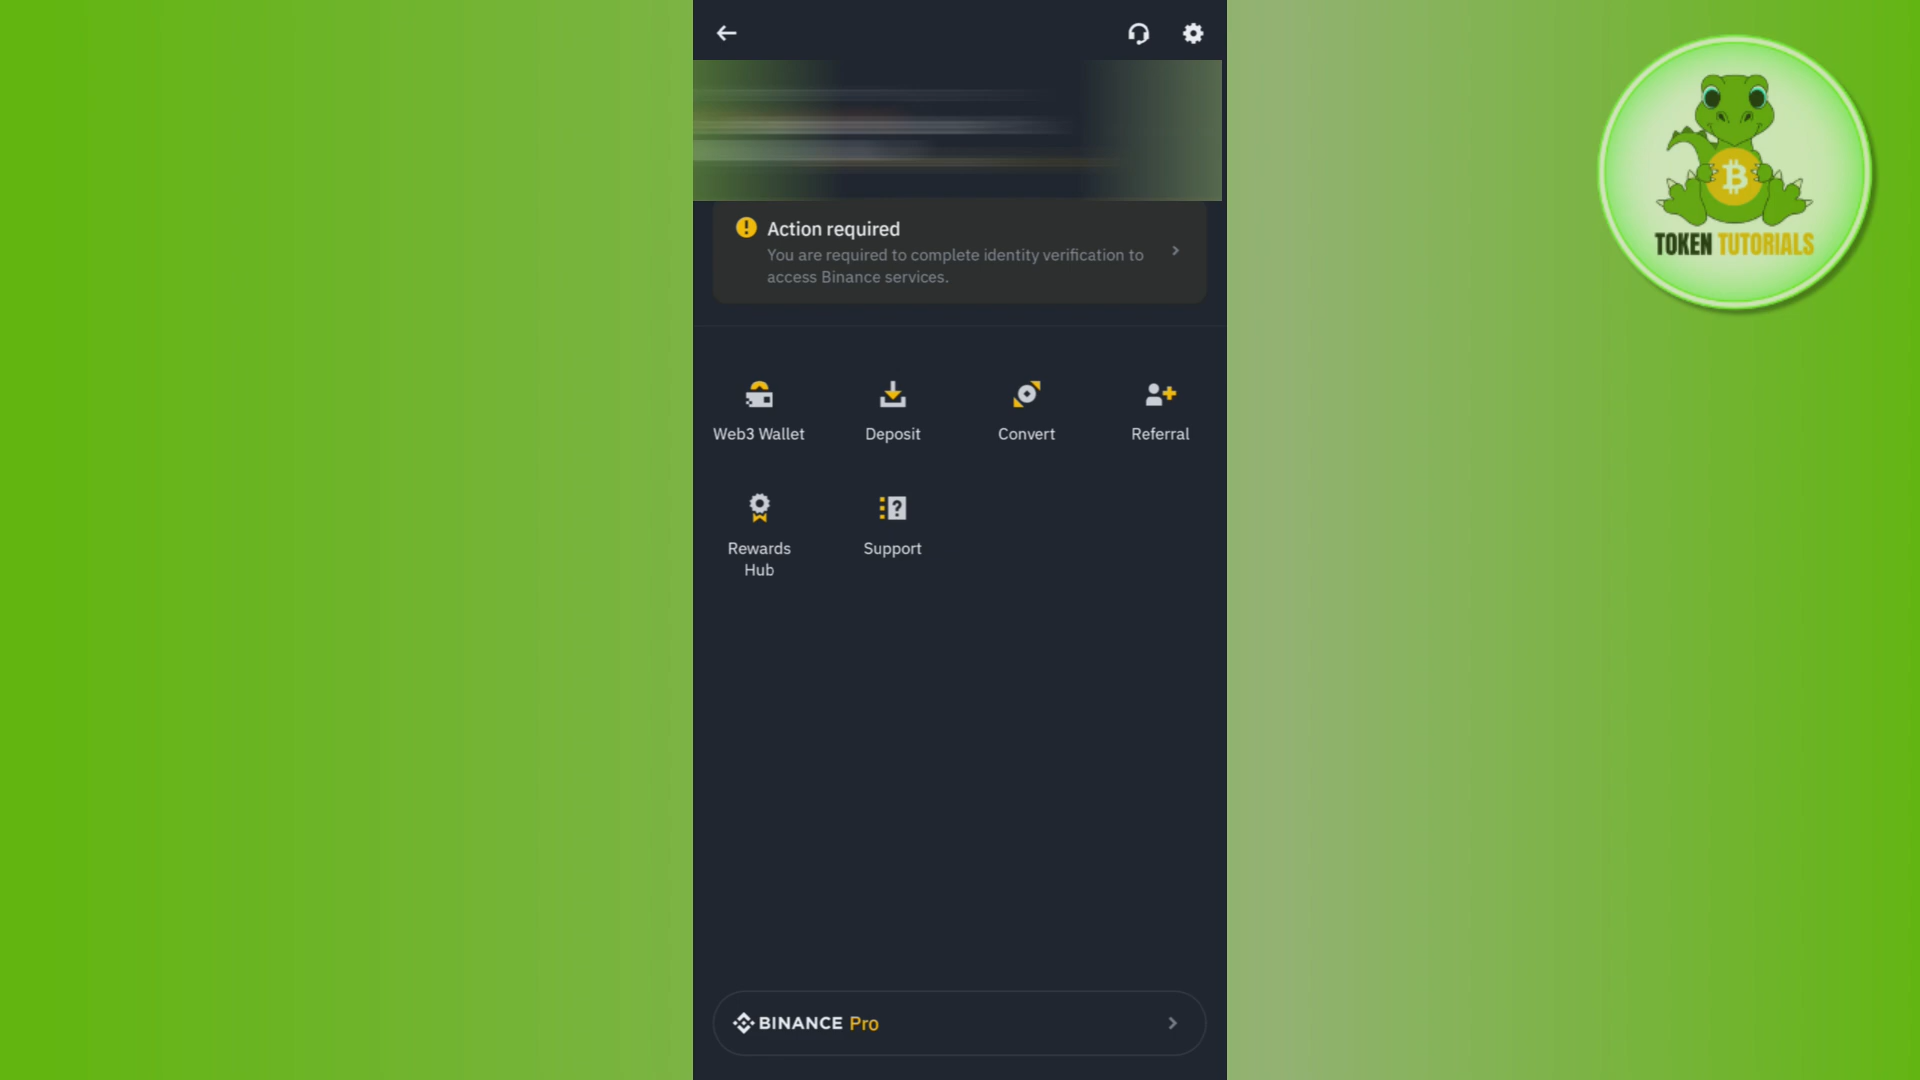 Action required
You are required to complete identity verification to
access Binance services.
Web3 Wallet
Deposit
Convert
Referral
Rewards
Hub
Support
BINANCE Pro
TOKEN TUTORIALS